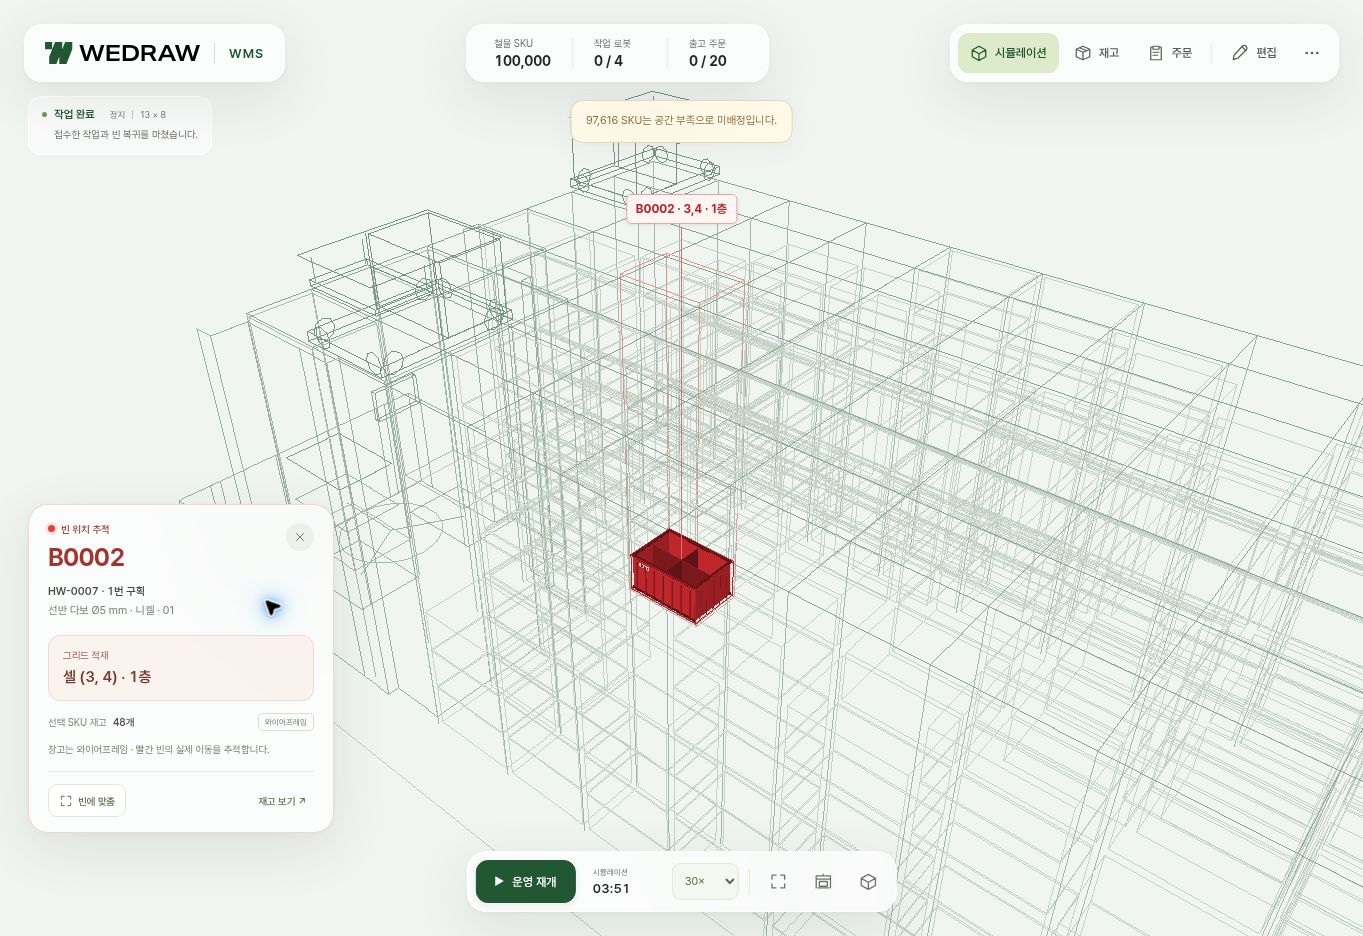 WEDRAW WMS
철물 SKU
100,000
작업 로봇
0 / 4
출고 주문
0 / 20
시뮬레이션
재고
주문
편집
작업 완료 정지 13 × 8
접수한 작업과 빈 복귀를 마쳤습니다.
97,616 SKU는 공간 부족으로 미배정입니다.
B0002 · 3,4 · 1층
빈 위치 추적
B0002
HW-0007 · 1번 구획
선반 다보 Ø5 mm · 니켈 · 01
그리드 적재
셀 (3, 4) · 1층
선택 SKU 재고 48개
와이어프레임
창고는 와이어프레임 · 빨간 빈의 실제 이동을 추적합니다.
빈에 맞춤
재고 보기 ↗
운영 재개
시뮬레이션
03:51
30×